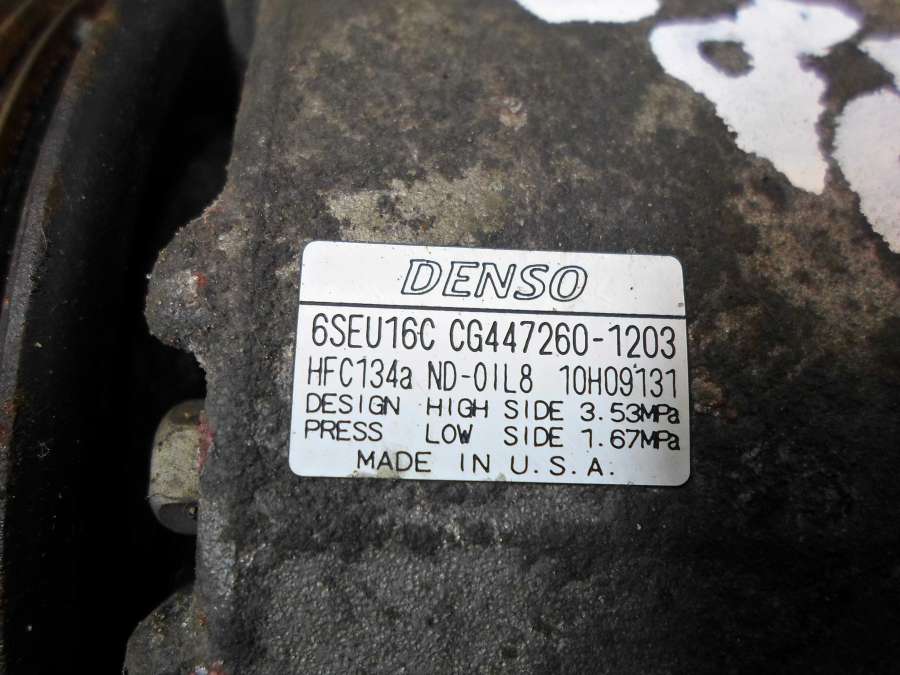 DENSO
6SEU16C CG447260-1203
HFC134a ND-OIL8 10H09131
DESIGN HIGH SIDE 3.53MPa
PRESS LOW SIDE 1.67MPa
MADE IN U.S.A.